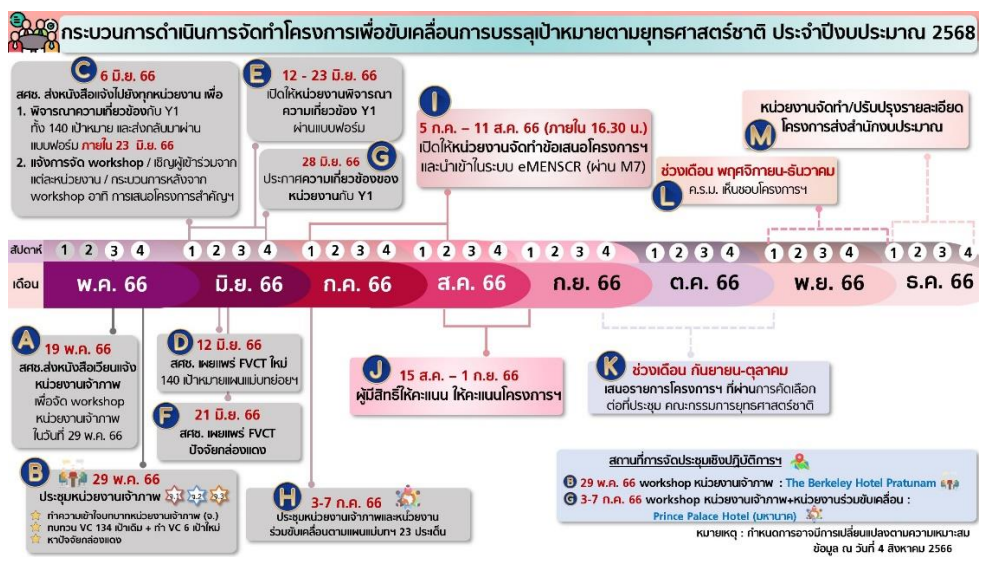 กระบวนการดำเนินการจัดทำโครงการเพื่อขับเคลื่อนการบรรลุเป้าหมายตามยุทธศาสตร์ชาติ ประจำปีงบประมาณ 2568
C 6 มิ.ย. 66
สศช. ส่งหนังสือแจ้งไปยังทุกหน่วยงาน เพื่อ
1. พิจารณาความเกี่ยวข้องกับ Y1
ทั้ง 140 เป้าหมาย และส่งกลับมาผ่าน
แบบฟอร์ม ภายใน 23 มิ.ย. 66
2. แจ้งการจัด workshop / เชิญผู้เข้าร่วมจาก
แต่ละหน่วยงาน / กระบวนการหลังจาก
workshop อาทิ การเสนอโครงการสำคัญฯ
E 12 - 23 มิ.ย. 66
เปิดให้หน่วยงานพิจารณา
ความเกี่ยวข้อง Y1
ผ่านแบบฟอร์ม
28 มิ.ย. 66 G
ประกาศความเกี่ยวข้องของ
หน่วยงานกับ Y1
I
5 ก.ค. – 11 ส.ค. 66 (ภายใน 16.30 น.)
เปิดให้หน่วยงานจัดทำข้อเสนอโครงการฯ
และนำเข้าในระบบ eMENSCR (ผ่าน M7)
หน่วยงานจัดทำ/ปรับปรุงรายละเอียด
M โครงการส่งสำนักงบประมาณ
ช่วงเดือน พฤศจิกายน-ธันวาคม
L ค.ร.ม. เห็นชอบโครงการฯ
สัปดาห์ 1 2 3 4 1 2 3 4 1 2 3 4 1 2 3 4 1 2 3 4 1 2 3 4 1 2 3 4 1 2 3 4
เดือน พ.ค. 66 มิ.ย. 66 ก.ค. 66 ส.ค. 66 ก.ย. 66 ต.ค. 66 พ.ย. 66 ธ.ค. 66
A 19 พ.ค. 66
สศช.ส่งหนังสือเวียนแจ้ง
หน่วยงานเจ้าภาพ
เพื่อจัด workshop
หน่วยงานเจ้าภาพ
ในวันที่ 29 พ.ค. 66
D 12 มิ.ย. 66
สศช. เผยแพร่ FVCT ใหม่
140 เป้าหมายแผนแม่บทย่อยฯ
F 21 มิ.ย. 66
สศช. เผยแพร่ FVCT
ปัจจัยกล่องแดง
B 29 พ.ค. 66
ประชุมหน่วยงานเจ้าภาพ
ทำความเข้าใจบทบาทหน่วยงานเจ้าภาพ (จ.)
ทบทวน VC 134 เป้าเดิม + ทำ VC 6 เป้าใหม่
หาปัจจัยกล่องแดง
H 3-7 ก.ค. 66
ประชุมหน่วยงานเจ้าภาพและหน่วยงาน
ร่วมขับเคลื่อนตามแผนแม่บทฯ 23 ประเด็น
J 15 ส.ค. – 1 ก.ย. 66
ผู้มีสิทธิ์ให้คะแนน ให้คะแนนโครงการฯ
K ช่วงเดือน กันยายน-ตุลาคม
เสนอรายการโครงการฯ ที่ผ่านการคัดเลือก
ต่อที่ประชุม คณะกรรมการยุทธศาสตร์ชาติ
สถานที่การจัดประชุมเชิงปฏิบัติการฯ
B 29 พ.ค. 66 workshop หน่วยงานเจ้าภาพ : The Berkeley Hotel Pratunam
G 3-7 ก.ค. 66 workshop หน่วยงานเจ้าภาพ+หน่วยงานร่วมขับเคลื่อน :
Prince Palace Hotel (มหานาค)
หมายเหตุ : กำหนดการอาจมีการเปลี่ยนแปลงตามความเหมาะสม
ข้อมูล ณ วันที่ 4 สิงหาคม 2566